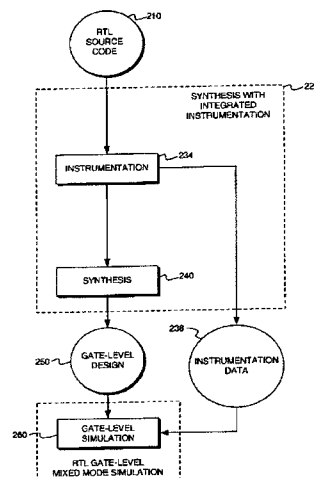 RTL
SOURCE
CODE
210
22
SYNTHESIS WITH
INTEGRATED
INSTRUMENTATION
234
INSTRUMENTATION
240
SYNTHESIS
238
250
GATE-LEVEL
DESIGN
INSTRUMENTATION
DATA
260
GATE-LEVEL
SIMULATION
RTL GATE-LEVEL
MIXED MODE SIMULATION